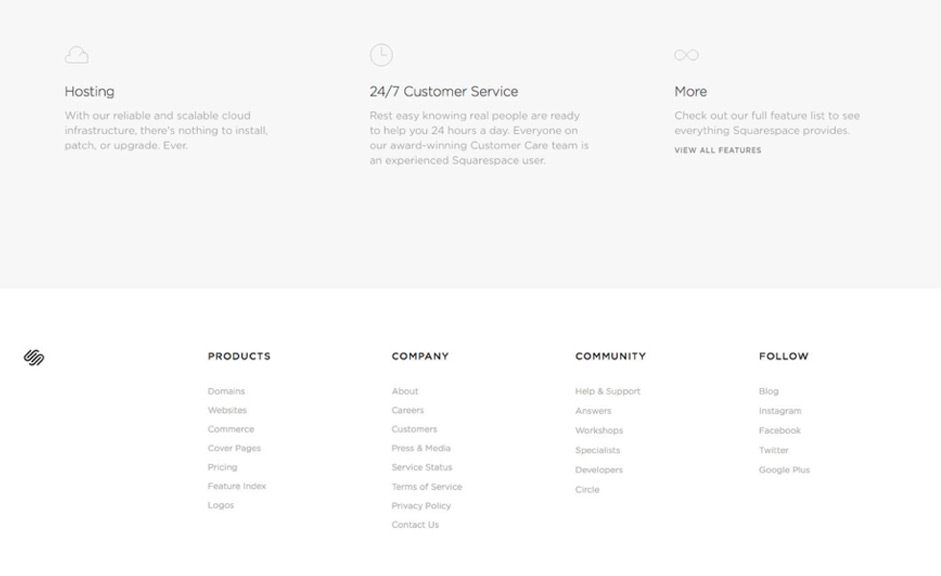 Hosting
With our reliable and scalable cloud
infrastructure, there's nothing to install,
patch, or upgrade. Ever.
24/7 Customer Service
Rest easy knowing real people are ready
to help you 24 hours a day. Everyone on
our award-winning Customer Care team is
an experienced Squarespace user.
More
Check out our full feature list to see
everything Squarespace provides.
VIEW ALL FEATURES
PRODUCTS
Domains
Websites
Commerce
Cover Pages
Pricing
Feature Index
Logos
COMPANY
About
Careers
Customers
Press & Media
Service Status
Terms of Service
Privacy Policy
Contact Us
COMMUNITY
Help & Support
Answers
Workshops
Specialists
Developers
Circle
FOLLOW
Blog
Instagram
Facebook
Twitter
Google Plus